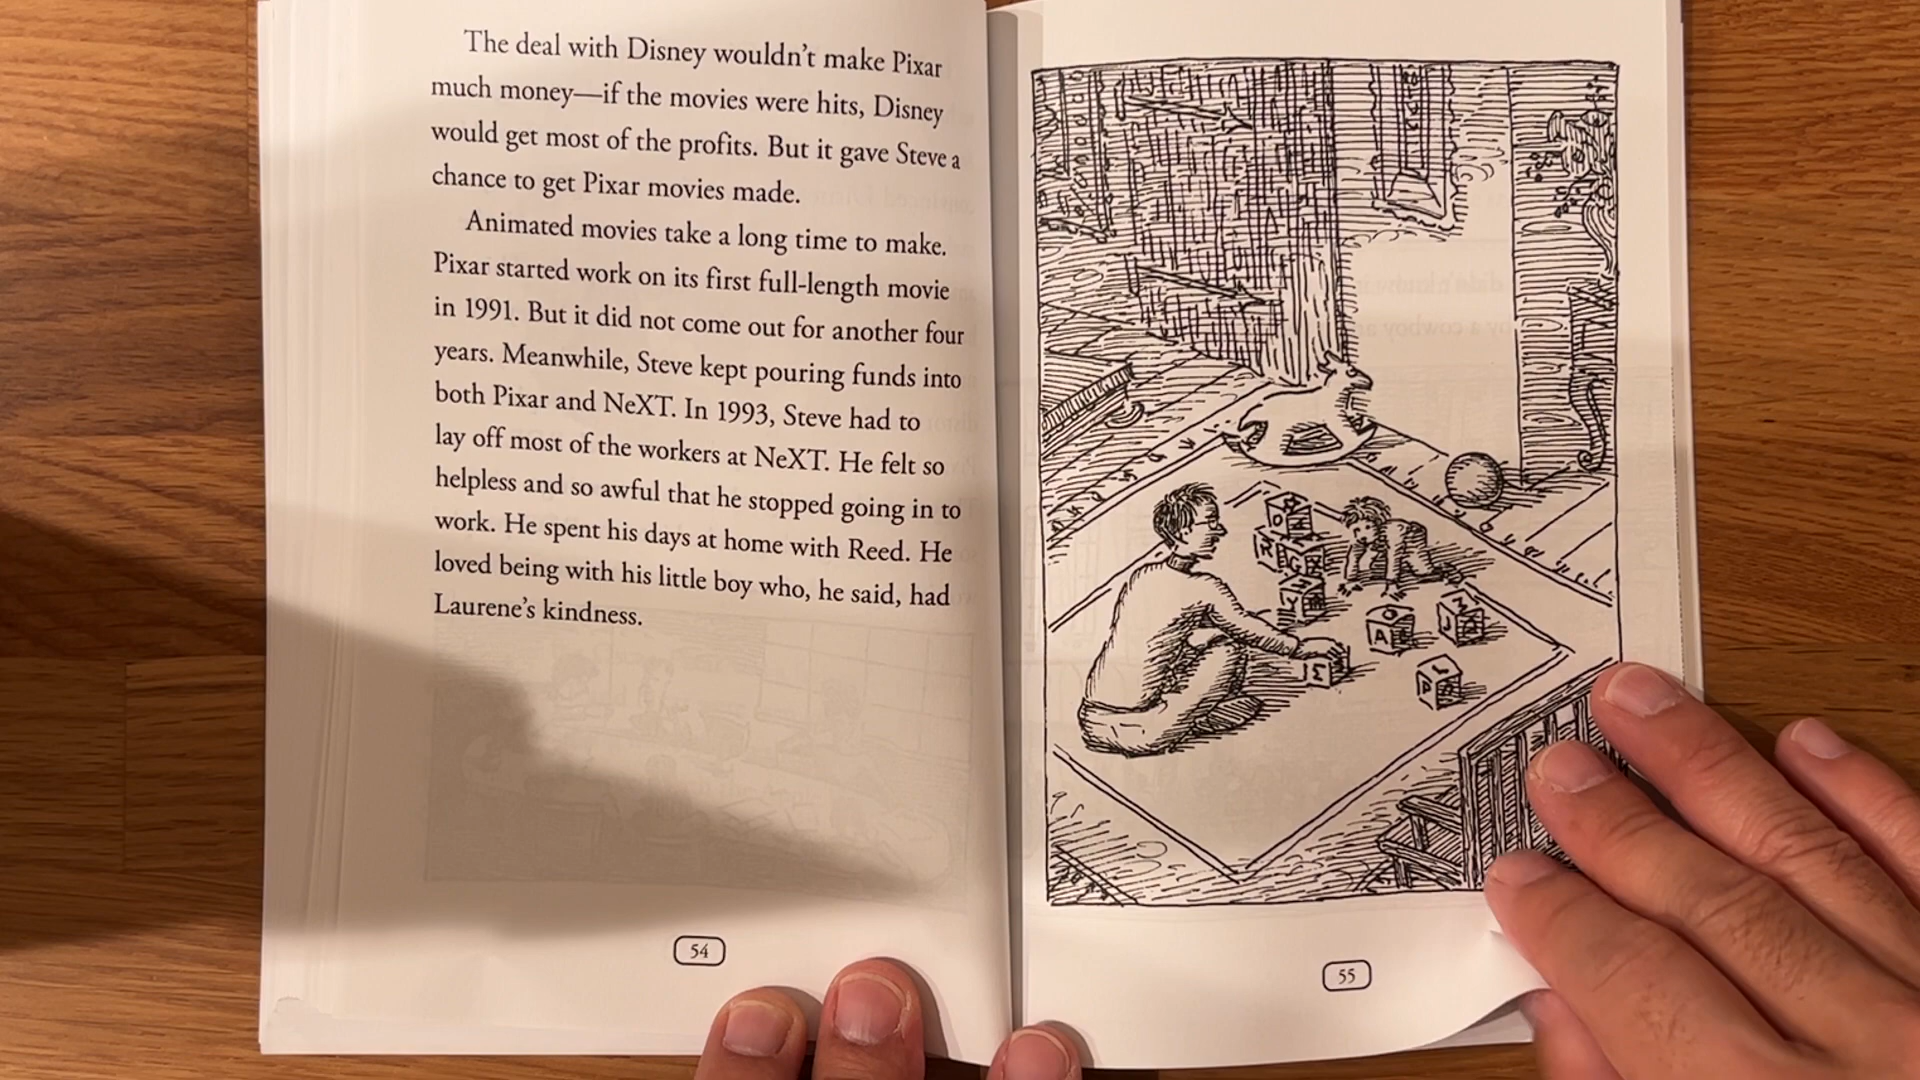 The deal with Disney wouldn't make Pixar
much money—if the movies were hits, Disney
would get most of the profits. But it gave Steve a
chance to get Pixar movies made.
Animated movies take a long time to make.
Pixar started work on its first full-length movie
in 1991. But it did not come out for another four
years. Meanwhile, Steve kept pouring funds into
both Pixar and NeXT. In 1993, Steve had to
lay off most of the workers at NeXT. He felt so
helpless and so awful that he stopped going in to
work. He spent his days at home with Reed. He
loved being with his little boy who, he said, had
Laurene's kindness.
54
55